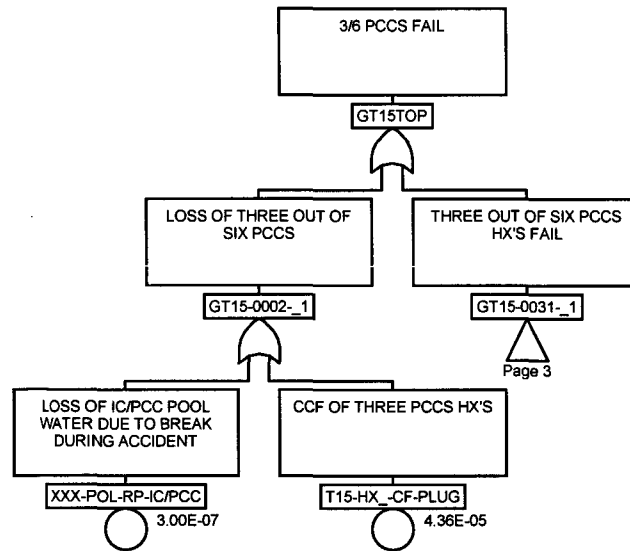 3/6 PCCS FAIL
GT15TOP
LOSS OF THREE OUT OF
SIX PCCS
GT15-0002-_1
THREE OUT OF SIX PCCS
HX'S FAIL
GT15-0031-_1
Page 3
LOSS OF IC/PCC POOL
WATER DUE TO BREAK
DURING ACCIDENT
XXX-POL-RP-IC/PCC
3.00E-07
CCF OF THREE PCCS HX'S
T15-HX_-CF-PLUG
4.36E-05